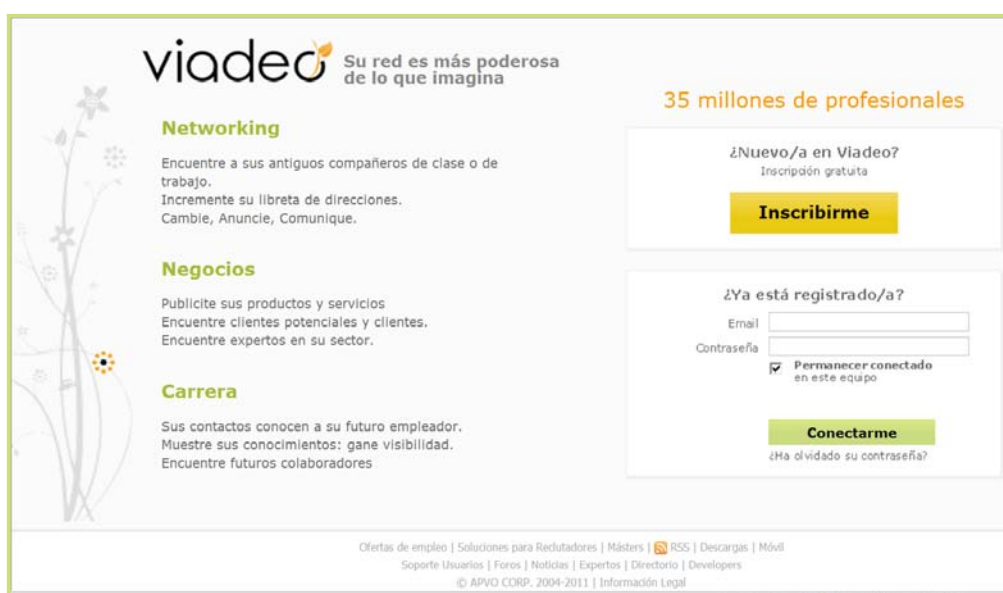 viadeo
Su red es más poderosa
de lo que imagina
Networking
Encuentre a sus antiguos compañeros de clase o de
trabajo.
Incremente su libreta de direcciones.
Cambie, Anuncie, Comunique.
Negocios
Publicite sus productos y servicios
Encuentre clientes potenciales y clientes.
Encuentre expertos en su sector.
Carrera
Sus contactos conocen a su futuro empleador.
Muestre sus conocimientos: gane visibilidad.
Encuentre futuros colaboradores
35 millones de profesionales
¿Nuevo/a en Viadeo?
Inscripción gratuita
Inscribirme
¿Ya está registrado/a?
Email
Contraseña
Permanecer conectado
en este equipo
Conectarme
¿Ha olvidado su contraseña?
Ofertas de empleo | Soluciones para Reclutadores | Másters | RSS | Descargas | Móvil
Soporte Usuarios | Foros | Noticias | Expertos | Directorio | Developers
© APVO CORP. 2004-2011 | Información Legal